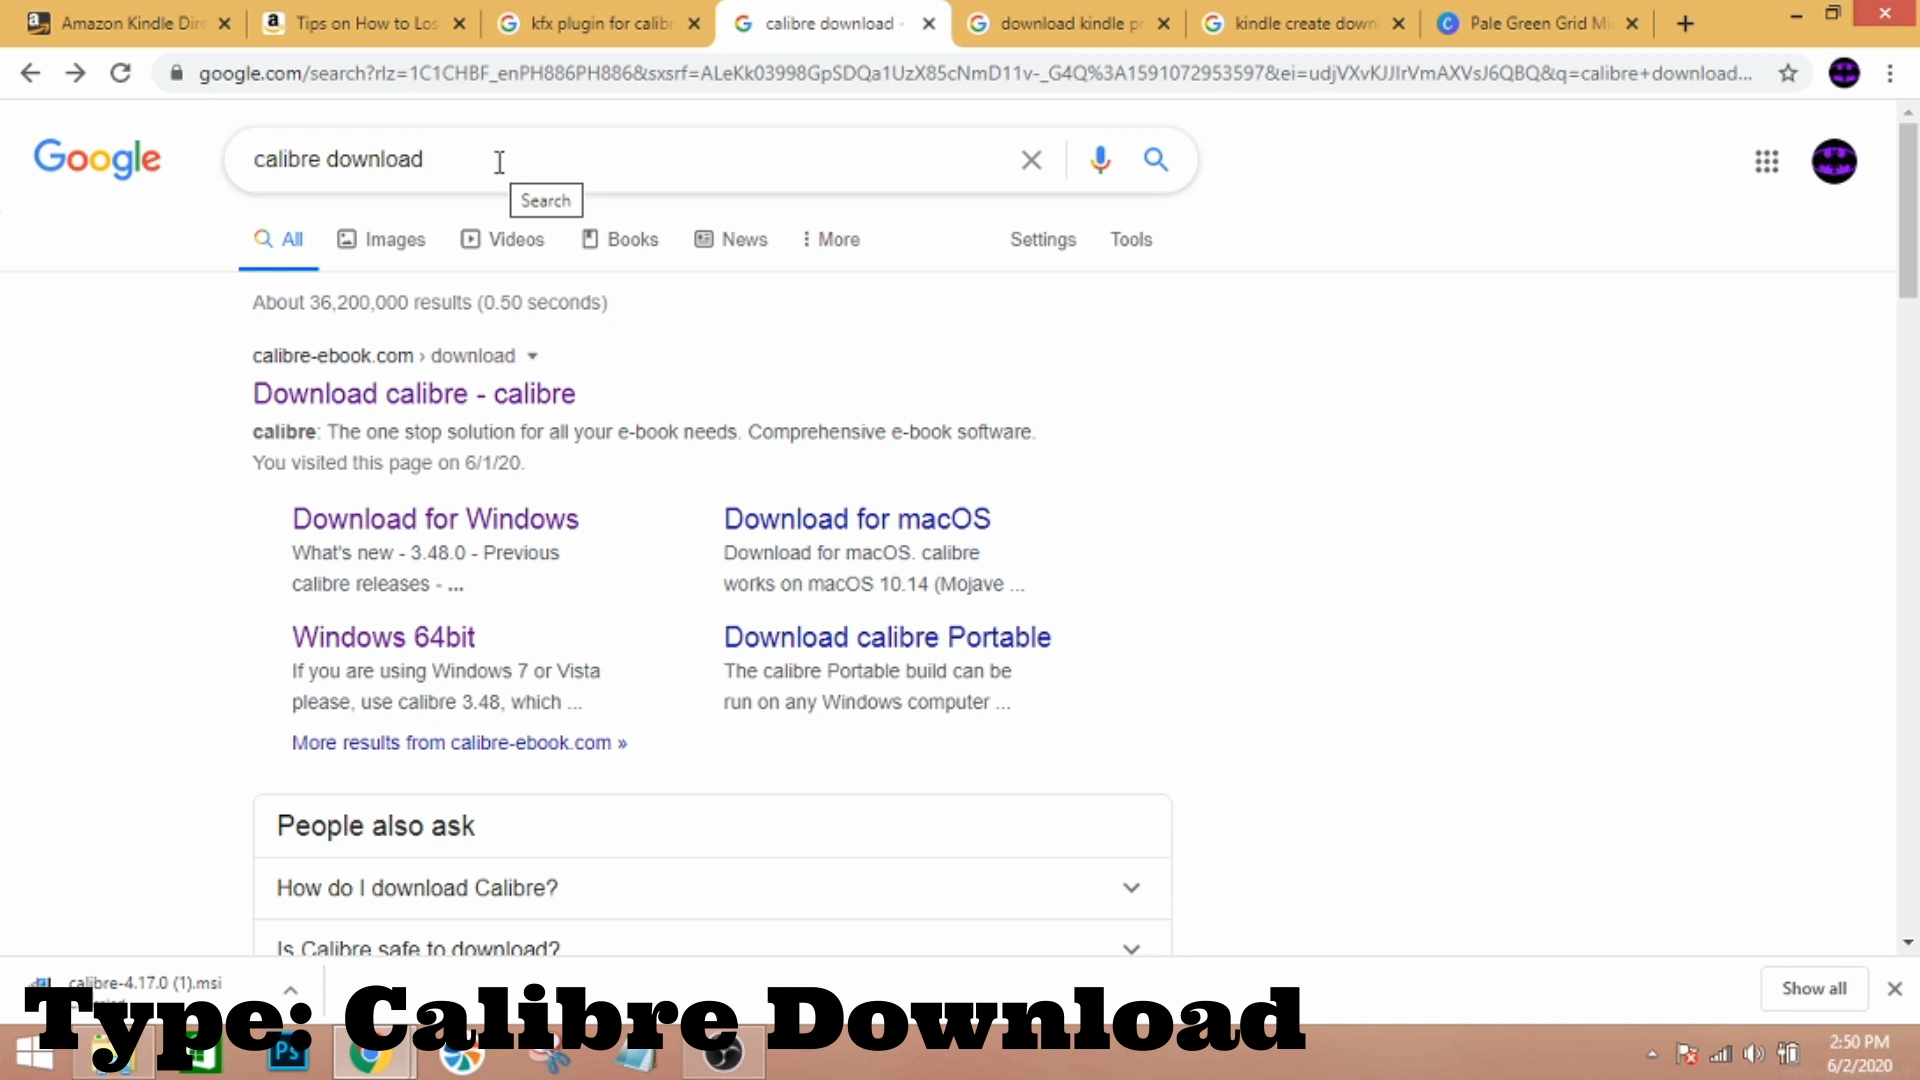 Amazon Kindle Dir
Tips on How to Los
kfx plugin for calibr
calibre download -
download kindle pr
kindle create down
Pale Green Grid Mi
google.com/search?rlz=1C1CHBF_enPH886PH886&sxsrf=ALeKk03998GpSDQa1UzX85cNmD11v-_G4Q%3A1591072953597&ei=udjVXvKJJIrVmAXVsJ6QBQ&q=calibre+download...
Google
calibre download
Search
All
Images
Videos
Books
News
More
Settings
Tools
About 36,200,000 results (0.50 seconds)
calibre-ebook.com › download
Download calibre - calibre
calibre: The one stop solution for all your e-book needs. Comprehensive e-book software.
You visited this page on 6/1/20.
Download for Windows
What's new - 3.48.0 - Previous
calibre releases - ...
Download for macOS
Download for macOS. calibre
works on macOS 10.14 (Mojave ...
Windows 64bit
If you are using Windows 7 or Vista
please, use calibre 3.48, which ...
Download calibre Portable
The calibre Portable build can be
run on any Windows computer ...
More results from calibre-ebook.com »
People also ask
How do I download Calibre?
Is Calibre safe to download?
calibre-4.17.0 (1).msi
Show all
Type: Calibre Download
Ps
2:50 PM
6/2/2020